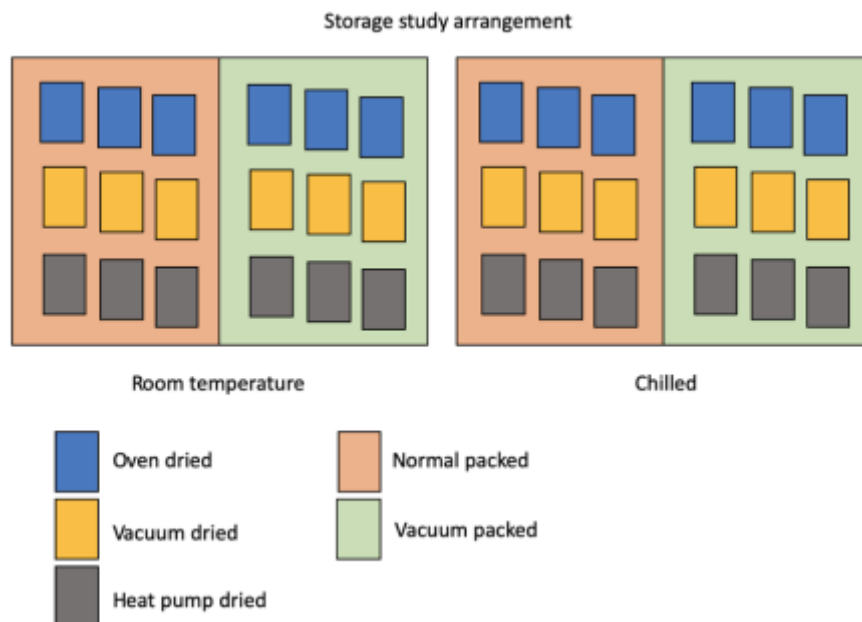 Storage study arrangement
Room temperature
Chilled
Oven dried
Normal packed
Vacuum dried
Vacuum packed
Heat pump dried